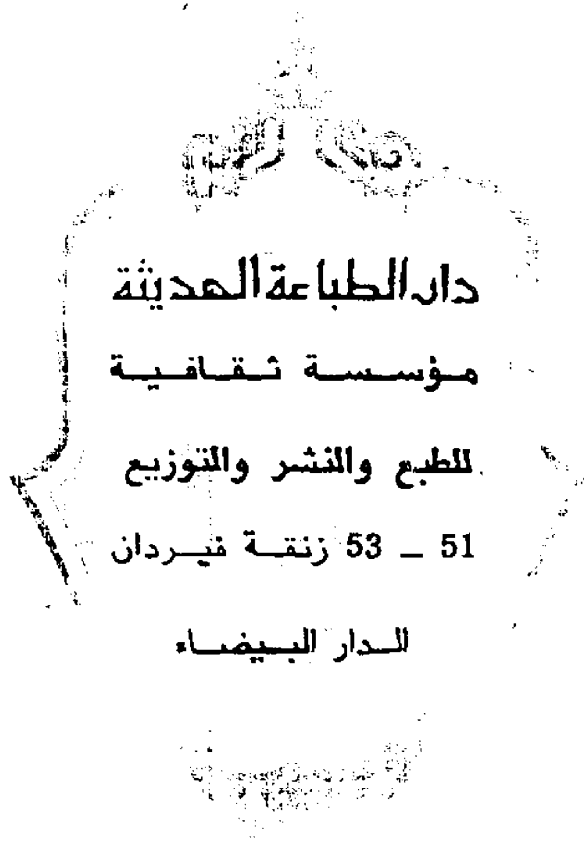 دار الطباعة الحديثة
مؤسسة ثقافية
للطبع والنشر والتوزيع
51 – 53 زنقة فيردان
الدار البيضاء